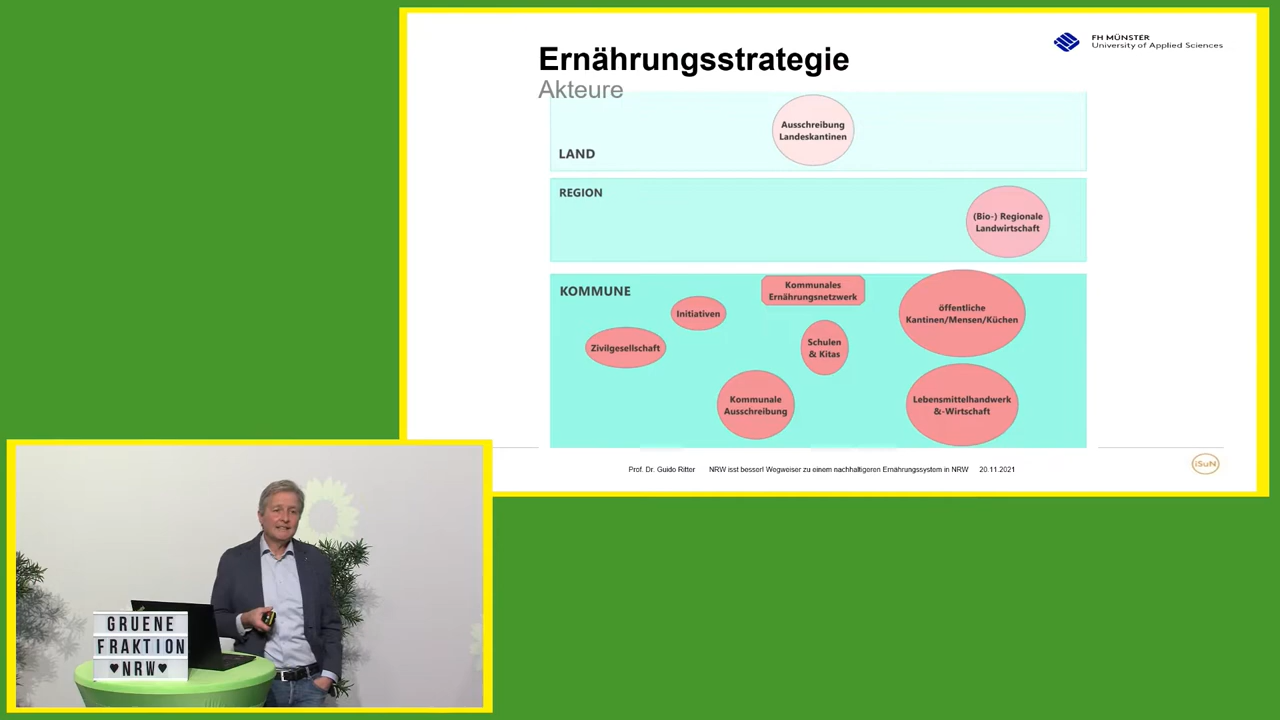 FH MÜNSTER
University of Applied Sciences
Ernährungsstrategie
Akteure
Ausschreibung
Landeskantinen
LAND
REGION
(Bio-) Regionale
Landwirtschaft
KOMMUNE
Kommunales
Ernährungsnetzwerk
Initiativen
öffentliche
Kantinen/Mensen/Küchen
Zivilgesellschaft
Schulen
& Kitas
Kommunale
Ausschreibung
Lebensmittelhandwerk
&-Wirtschaft
Prof. Dr. Guido Ritter NRW isst besser! Wegweiser zu einem nachhaltigeren Ernährungssystem in NRW 20.11.2021
iSuN
GRUENE
FRAKTION
♥NRW♥